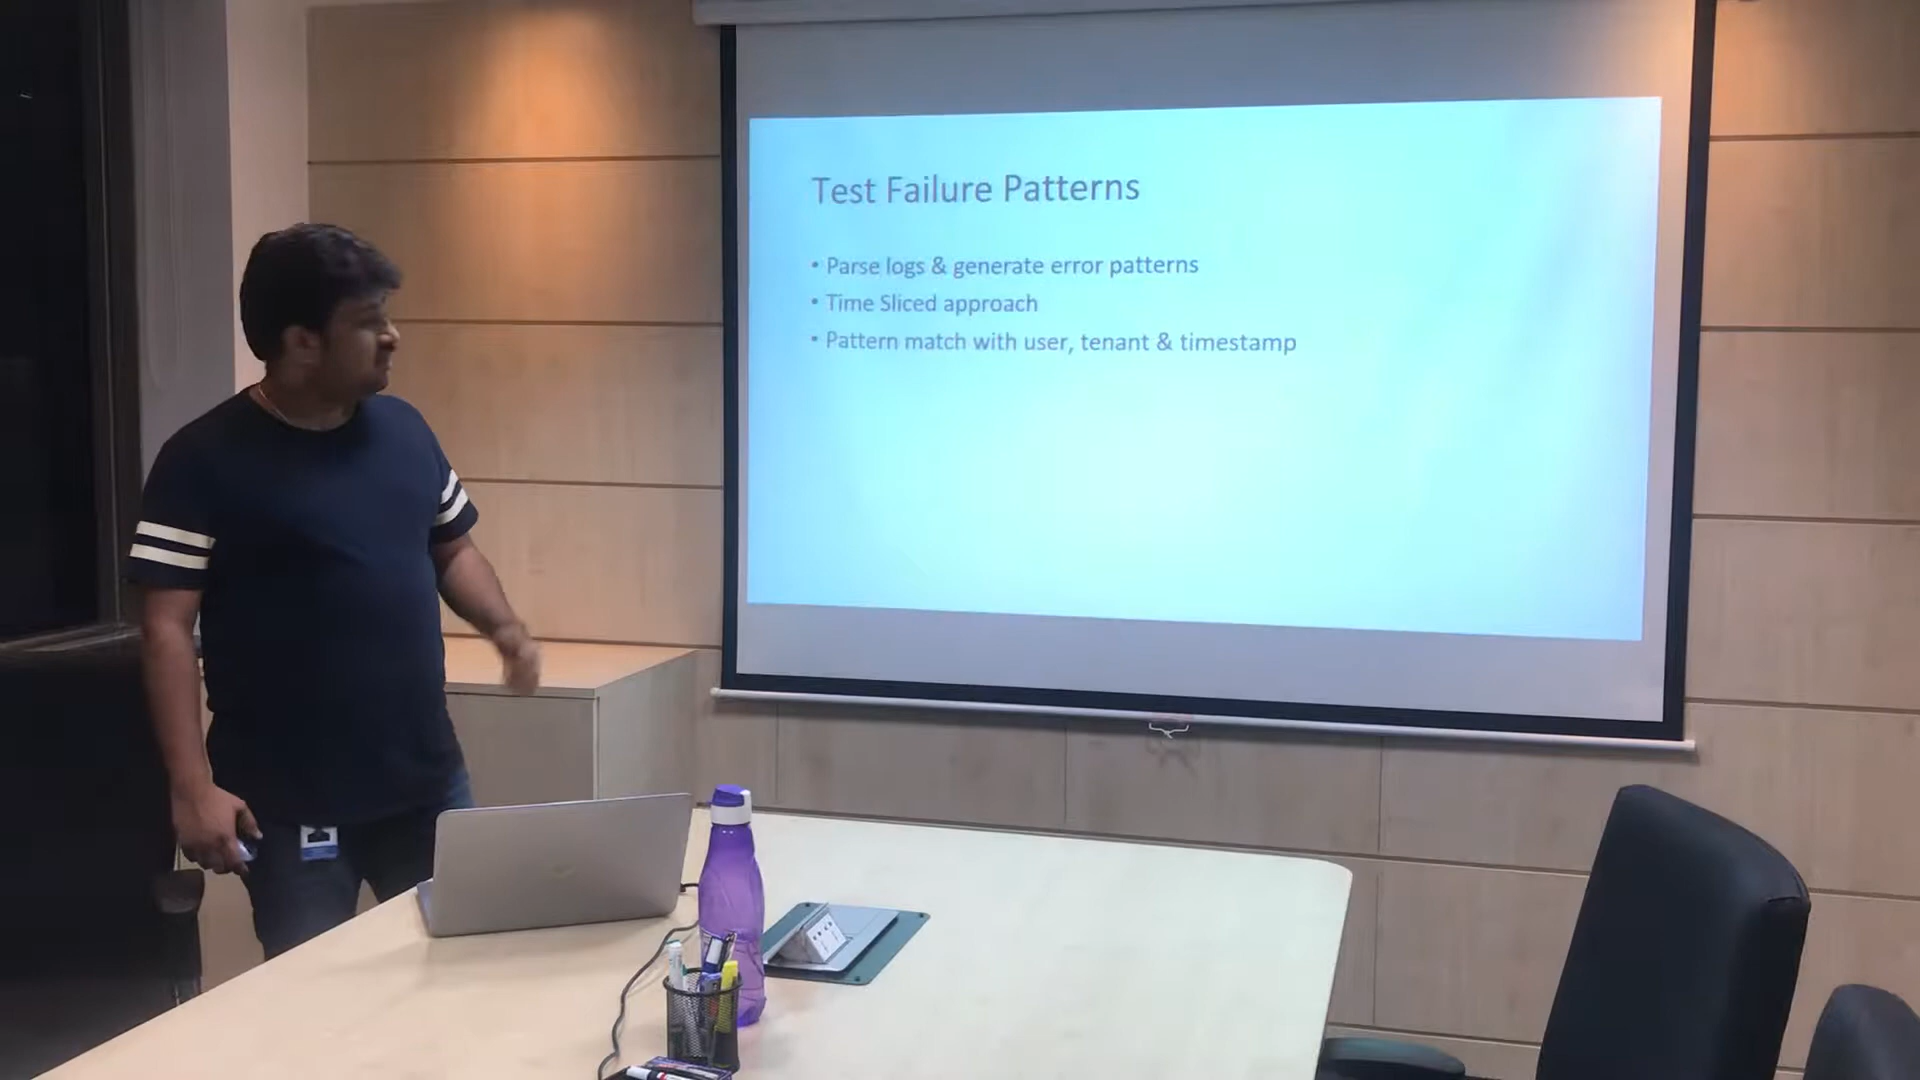 Test Failure Patterns
• Parse logs & generate error patterns
• Time Sliced approach
• Pattern match with user, tenant & timestamp